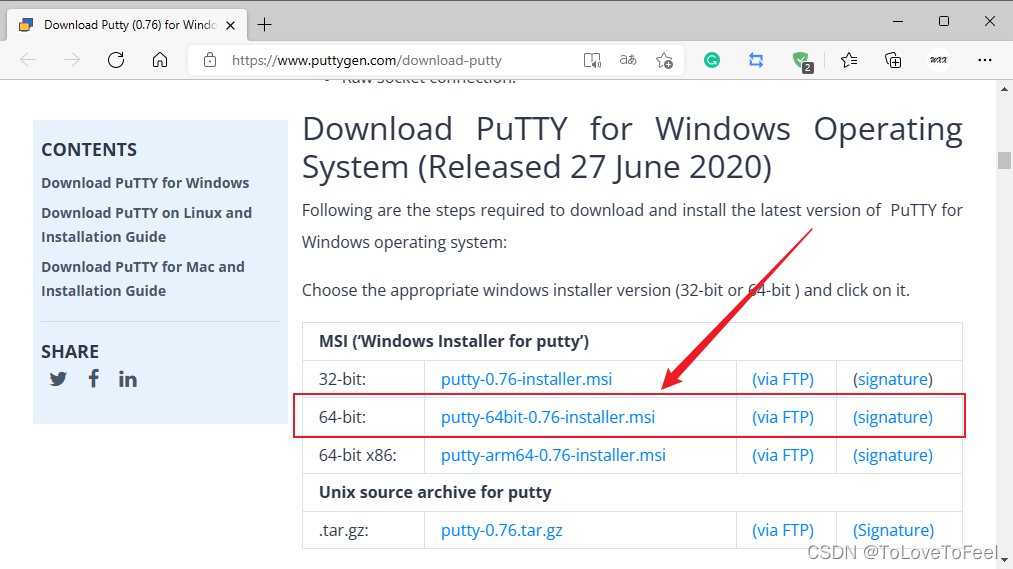 Download Putty (0.76) for Windo
https://www.puttygen.com/download-putty
aあ
2
Raw socket connection.
CONTENTS
Download PuTTY for Windows
Download PuTTY on Linux and
Installation Guide
Download PuTTY for Mac and
Installation Guide
SHARE
Download PuTTY for Windows Operating
System (Released 27 June 2020)
Following are the steps required to download and install the latest version of PuTTY for
Windows operating system:
Choose the appropriate windows installer version (32-bit or 64-bit ) and click on it.
MSI (‘Windows Installer for putty’)
32-bit: putty-0.76-installer.msi (via FTP) (signature)
64-bit: putty-64bit-0.76-installer.msi (via FTP) (signature)
64-bit x86: putty-arm64-0.76-installer.msi (via FTP) (signature)
Unix source archive for putty
.tar.gz: putty-0.76.tar.gz (via FTP) (Signature)
CSDN @ToLoveToFeel